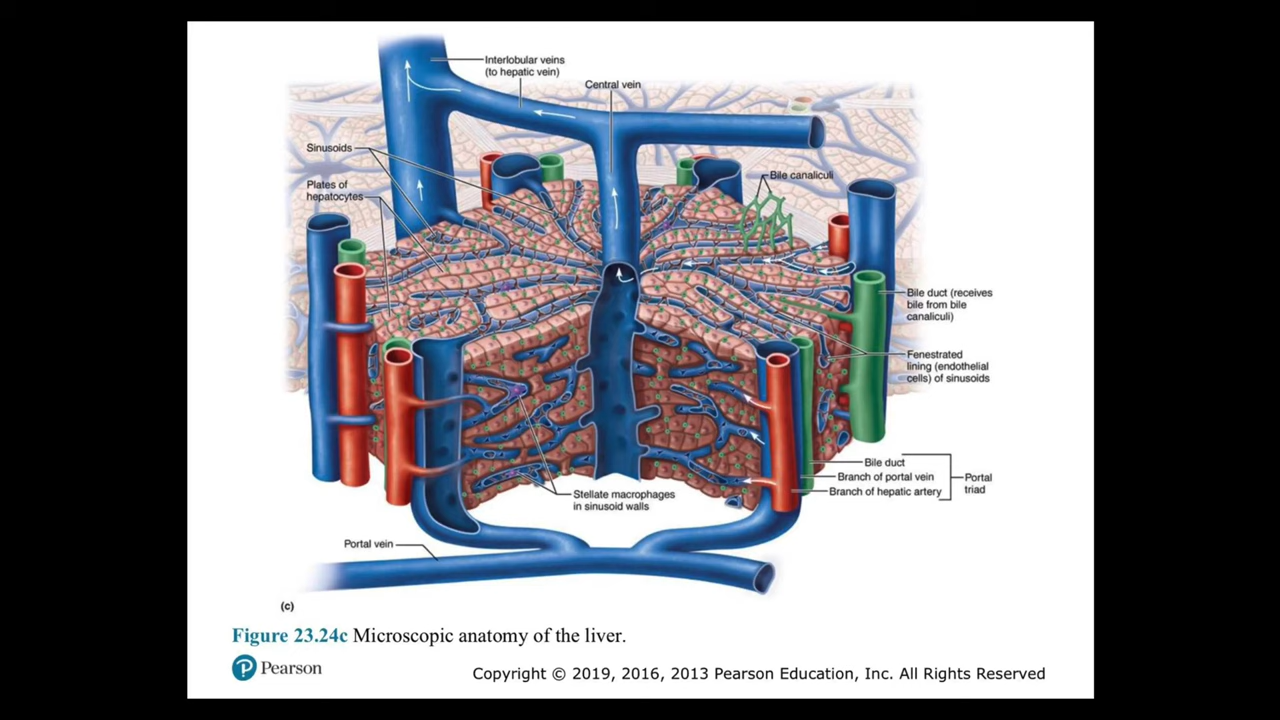 Interlobular veins
(to hepatic vein)
Central vein
Sinusoids
Plates of
hepatocytes
Bile canaliculi
Bile duct (receives
bile from bile
canaliculi)
Fenestrated
lining (endothelial
cells) of sinusoids
Bile duct
Branch of portal vein
Branch of hepatic artery
Portal
triad
Stellate macrophages
in sinusoid walls
Portal vein
(c)
Figure 23.24c Microscopic anatomy of the liver.
P Pearson
Copyright © 2019, 2016, 2013 Pearson Education, Inc. All Rights Reserved